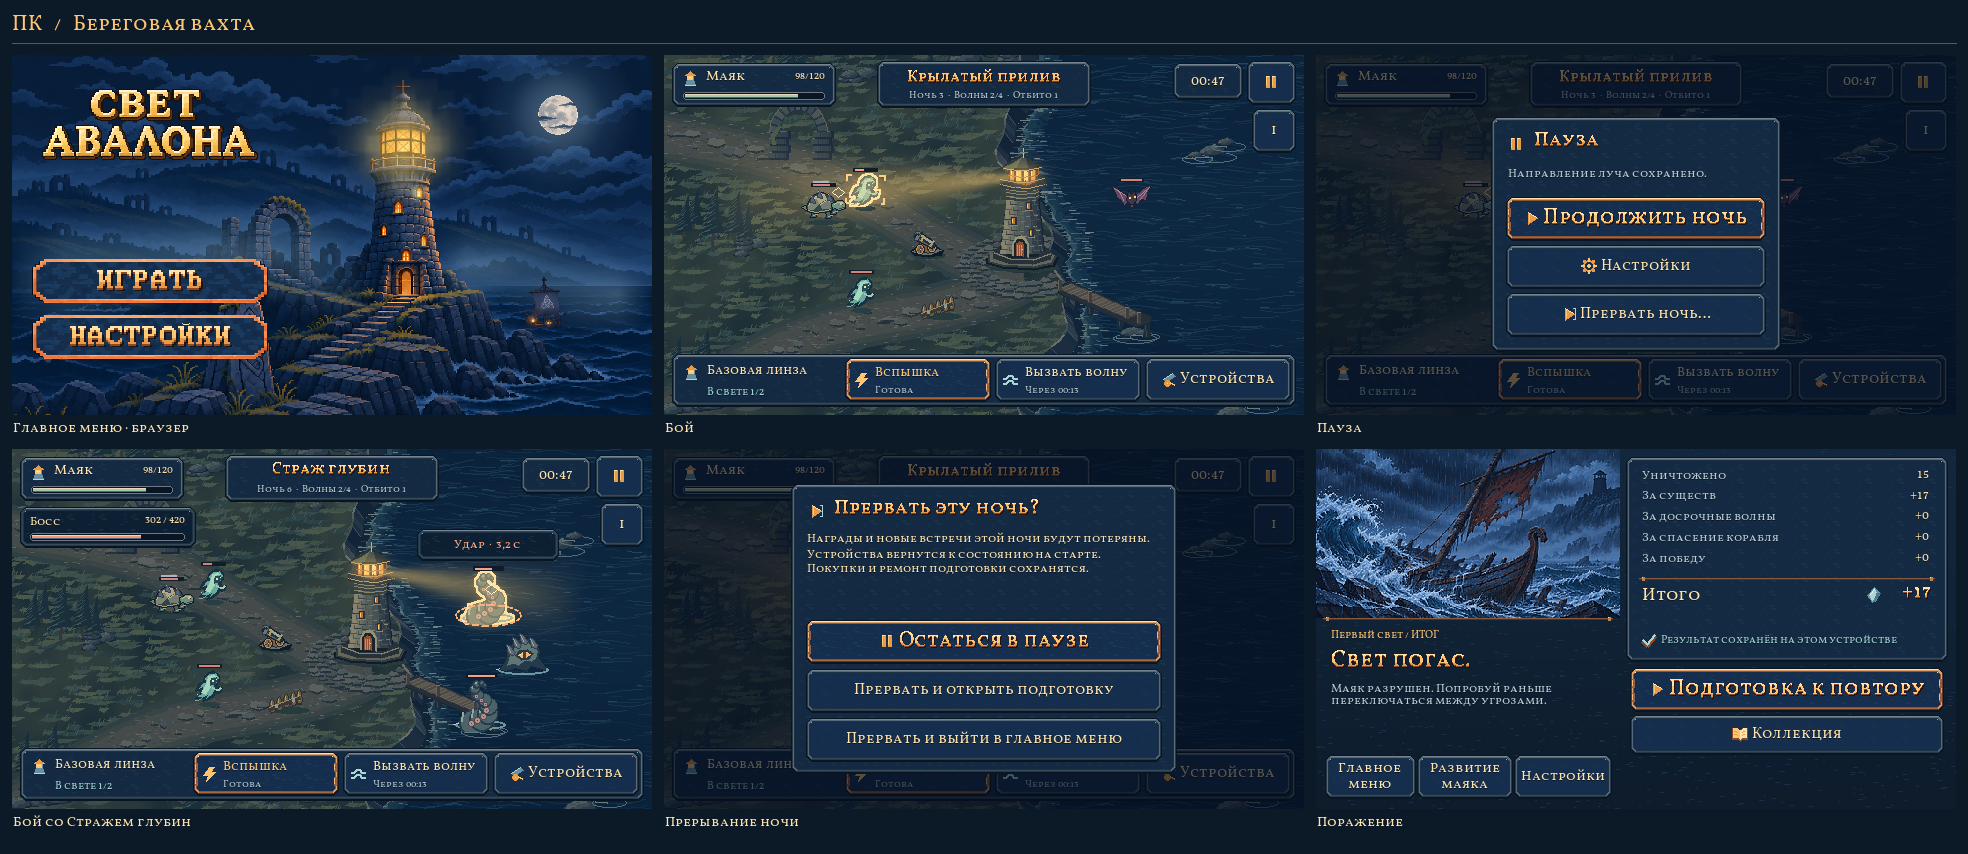 ПК / Береговая вахта
СВЕТ
АВАЛОНА
ИГРАТЬ
НАСТРОЙКИ
Главное меню · браузер
Маяк 98/120
Крылатый прилив
Ночь 3 · Волны 2/4 · Отбито 1
00:47
I
Базовая линза
В свете 1/2
Вспышка
Готова
Вызвать волну
Через 00:13
Устройства
Бой
Маяк 98/120
Крылатый прилив
Ночь 3 · Волны 2/4 · Отбито 1
00:47
I
Пауза
Направление луча сохранено.
Продолжить ночь
Настройки
Прервать ночь...
Базовая линза
В свете 1/2
Вспышка
Готова
Вызвать волну
Через 00:13
Устройства
Пауза
Маяк 98/120
Страж глубин
Ночь 6 · Волны 2/4 · Отбито 1
00:47
I
Босс 302 / 420
Удар · 3,2 с
Базовая линза
В свете 1/2
Вспышка
Готова
Вызвать волну
Через 00:13
Устройства
Бой со Стражем глубин
Маяк 98/120
Крылатый прилив
00:47
I
Прервать эту ночь?
Награды и новые встречи этой ночи будут потеряны.
Устройства вернутся к состоянию на старте.
Покупки и ремонт подготовки сохранятся.
Остаться в паузе
Прервать и открыть подготовку
Прервать и выйти в главное меню
Базовая лин
В свете 1/2
Готова
Через 00:13
Устройства
Прерывание ночи
Первый свет / ИТОГ
Свет погас.
Маяк разрушен. Попробуй раньше
переключаться между угрозами.
Главное
меню
Развитие
маяка
Настройки
Уничтожено 15
За существ +17
За досрочные волны +0
За спасение корабля +0
За победу +0
Итого +17
Результат сохранён на этом устройстве
Подготовка к повтору
Коллекция
Поражение